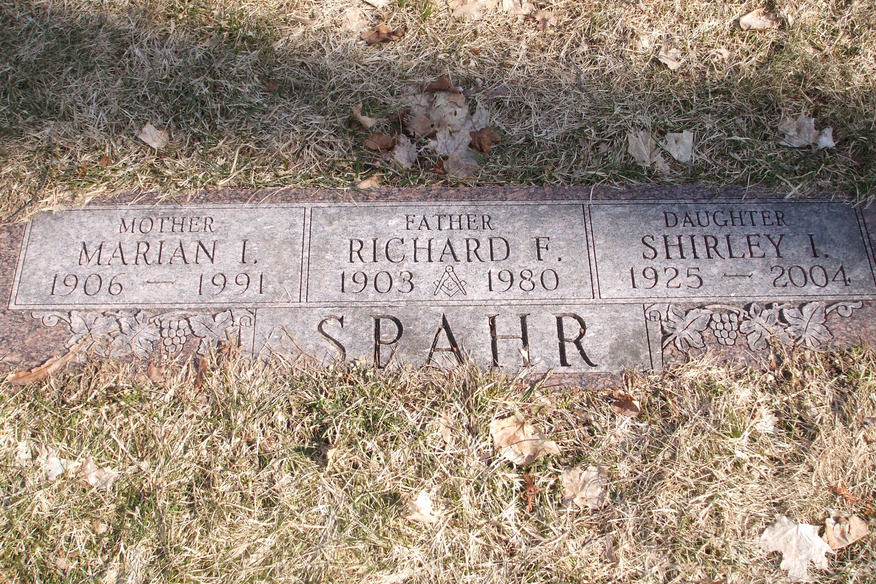 MOTHER
MARIAN I.
1906 — 1991
FATHER
RICHARD F.
1903 G 1980
DAUGHTER
SHIRLEY I.
1925 — 2004
SPAHR